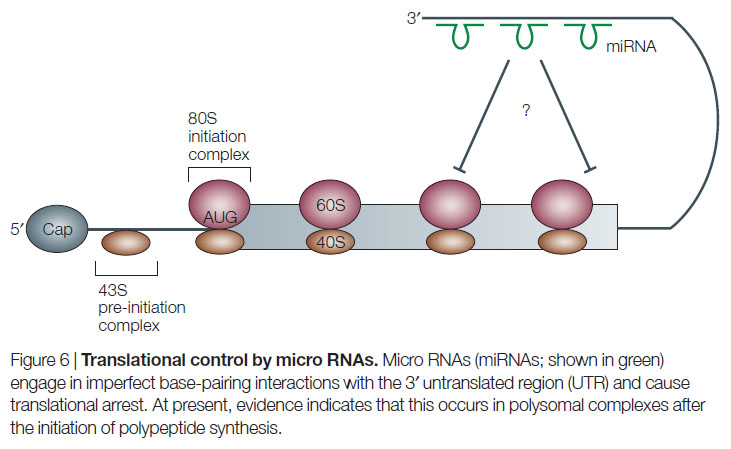 3′
miRNA
?
80S
initiation
complex
60S
AUG
5′
Cap
40S
43S
pre-initiation
complex
Figure 6 | Translational control by micro RNAs. Micro RNAs (miRNAs; shown in green)
engage in imperfect base-pairing interactions with the 3′ untranslated region (UTR) and cause
translational arrest. At present, evidence indicates that this occurs in polysomal complexes after
the initiation of polypeptide synthesis.